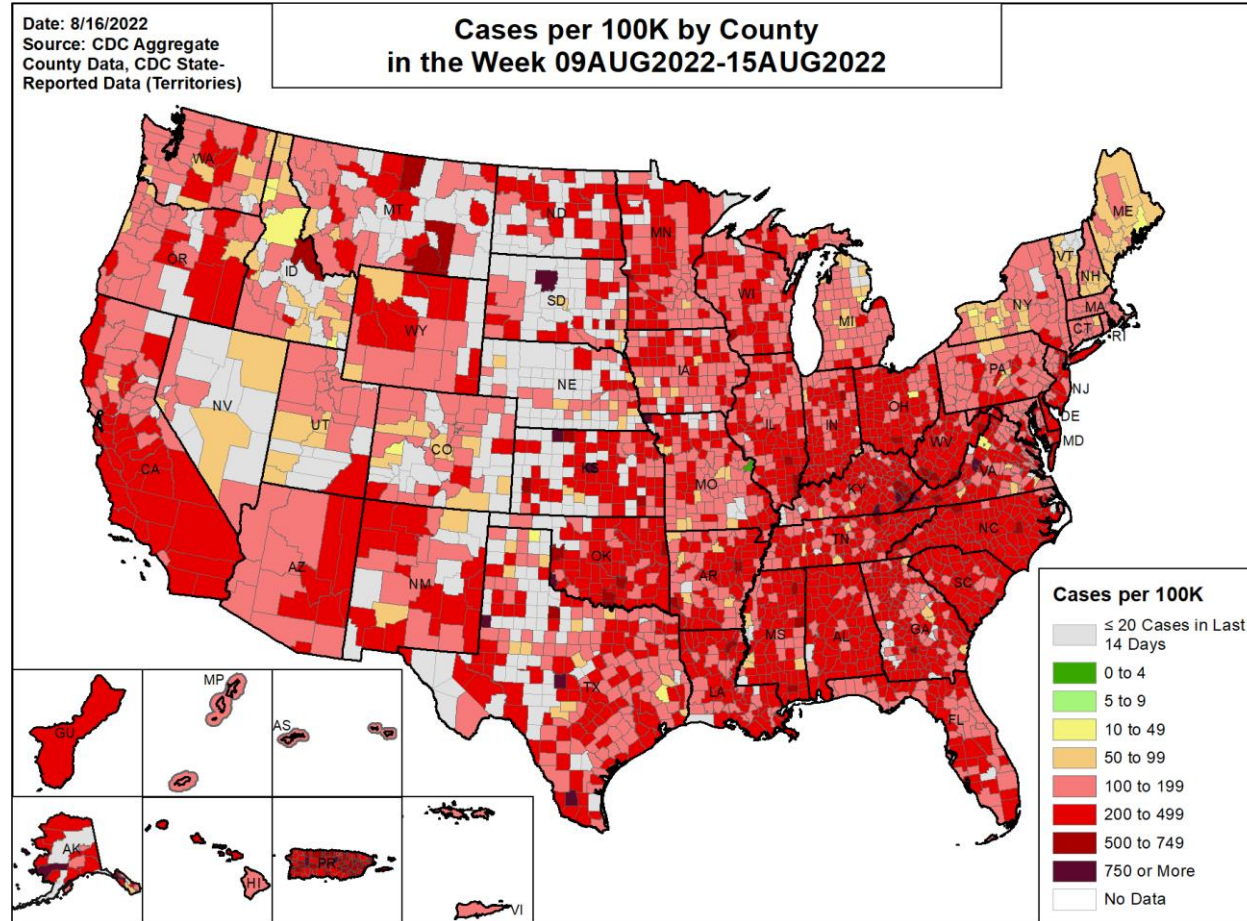 Date: 8/16/2022
Source: CDC Aggregate
County Data, CDC State-
Reported Data (Territories)
Cases per 100K by County
in the Week 09AUG2022-15AUG2022
WA
MT
ND
MN
ME
OR
ID
SD
WI
VT
NH
NY
MI
MA
CT
RI
WY
IA
PA
NE
NJ
NV
OH
DE
IL
IN
MD
UT
CO
WV
CA
VA
KS
MO
KY
NC
TN
AZ
NM
OK
AR
SC
MS
AL
GA
TX
LA
FL
MP
GU
AS
AK
HI
PR
VI
Cases per 100K
≤ 20 Cases in Last
14 Days
0 to 4
5 to 9
10 to 49
50 to 99
100 to 199
200 to 499
500 to 749
750 or More
No Data